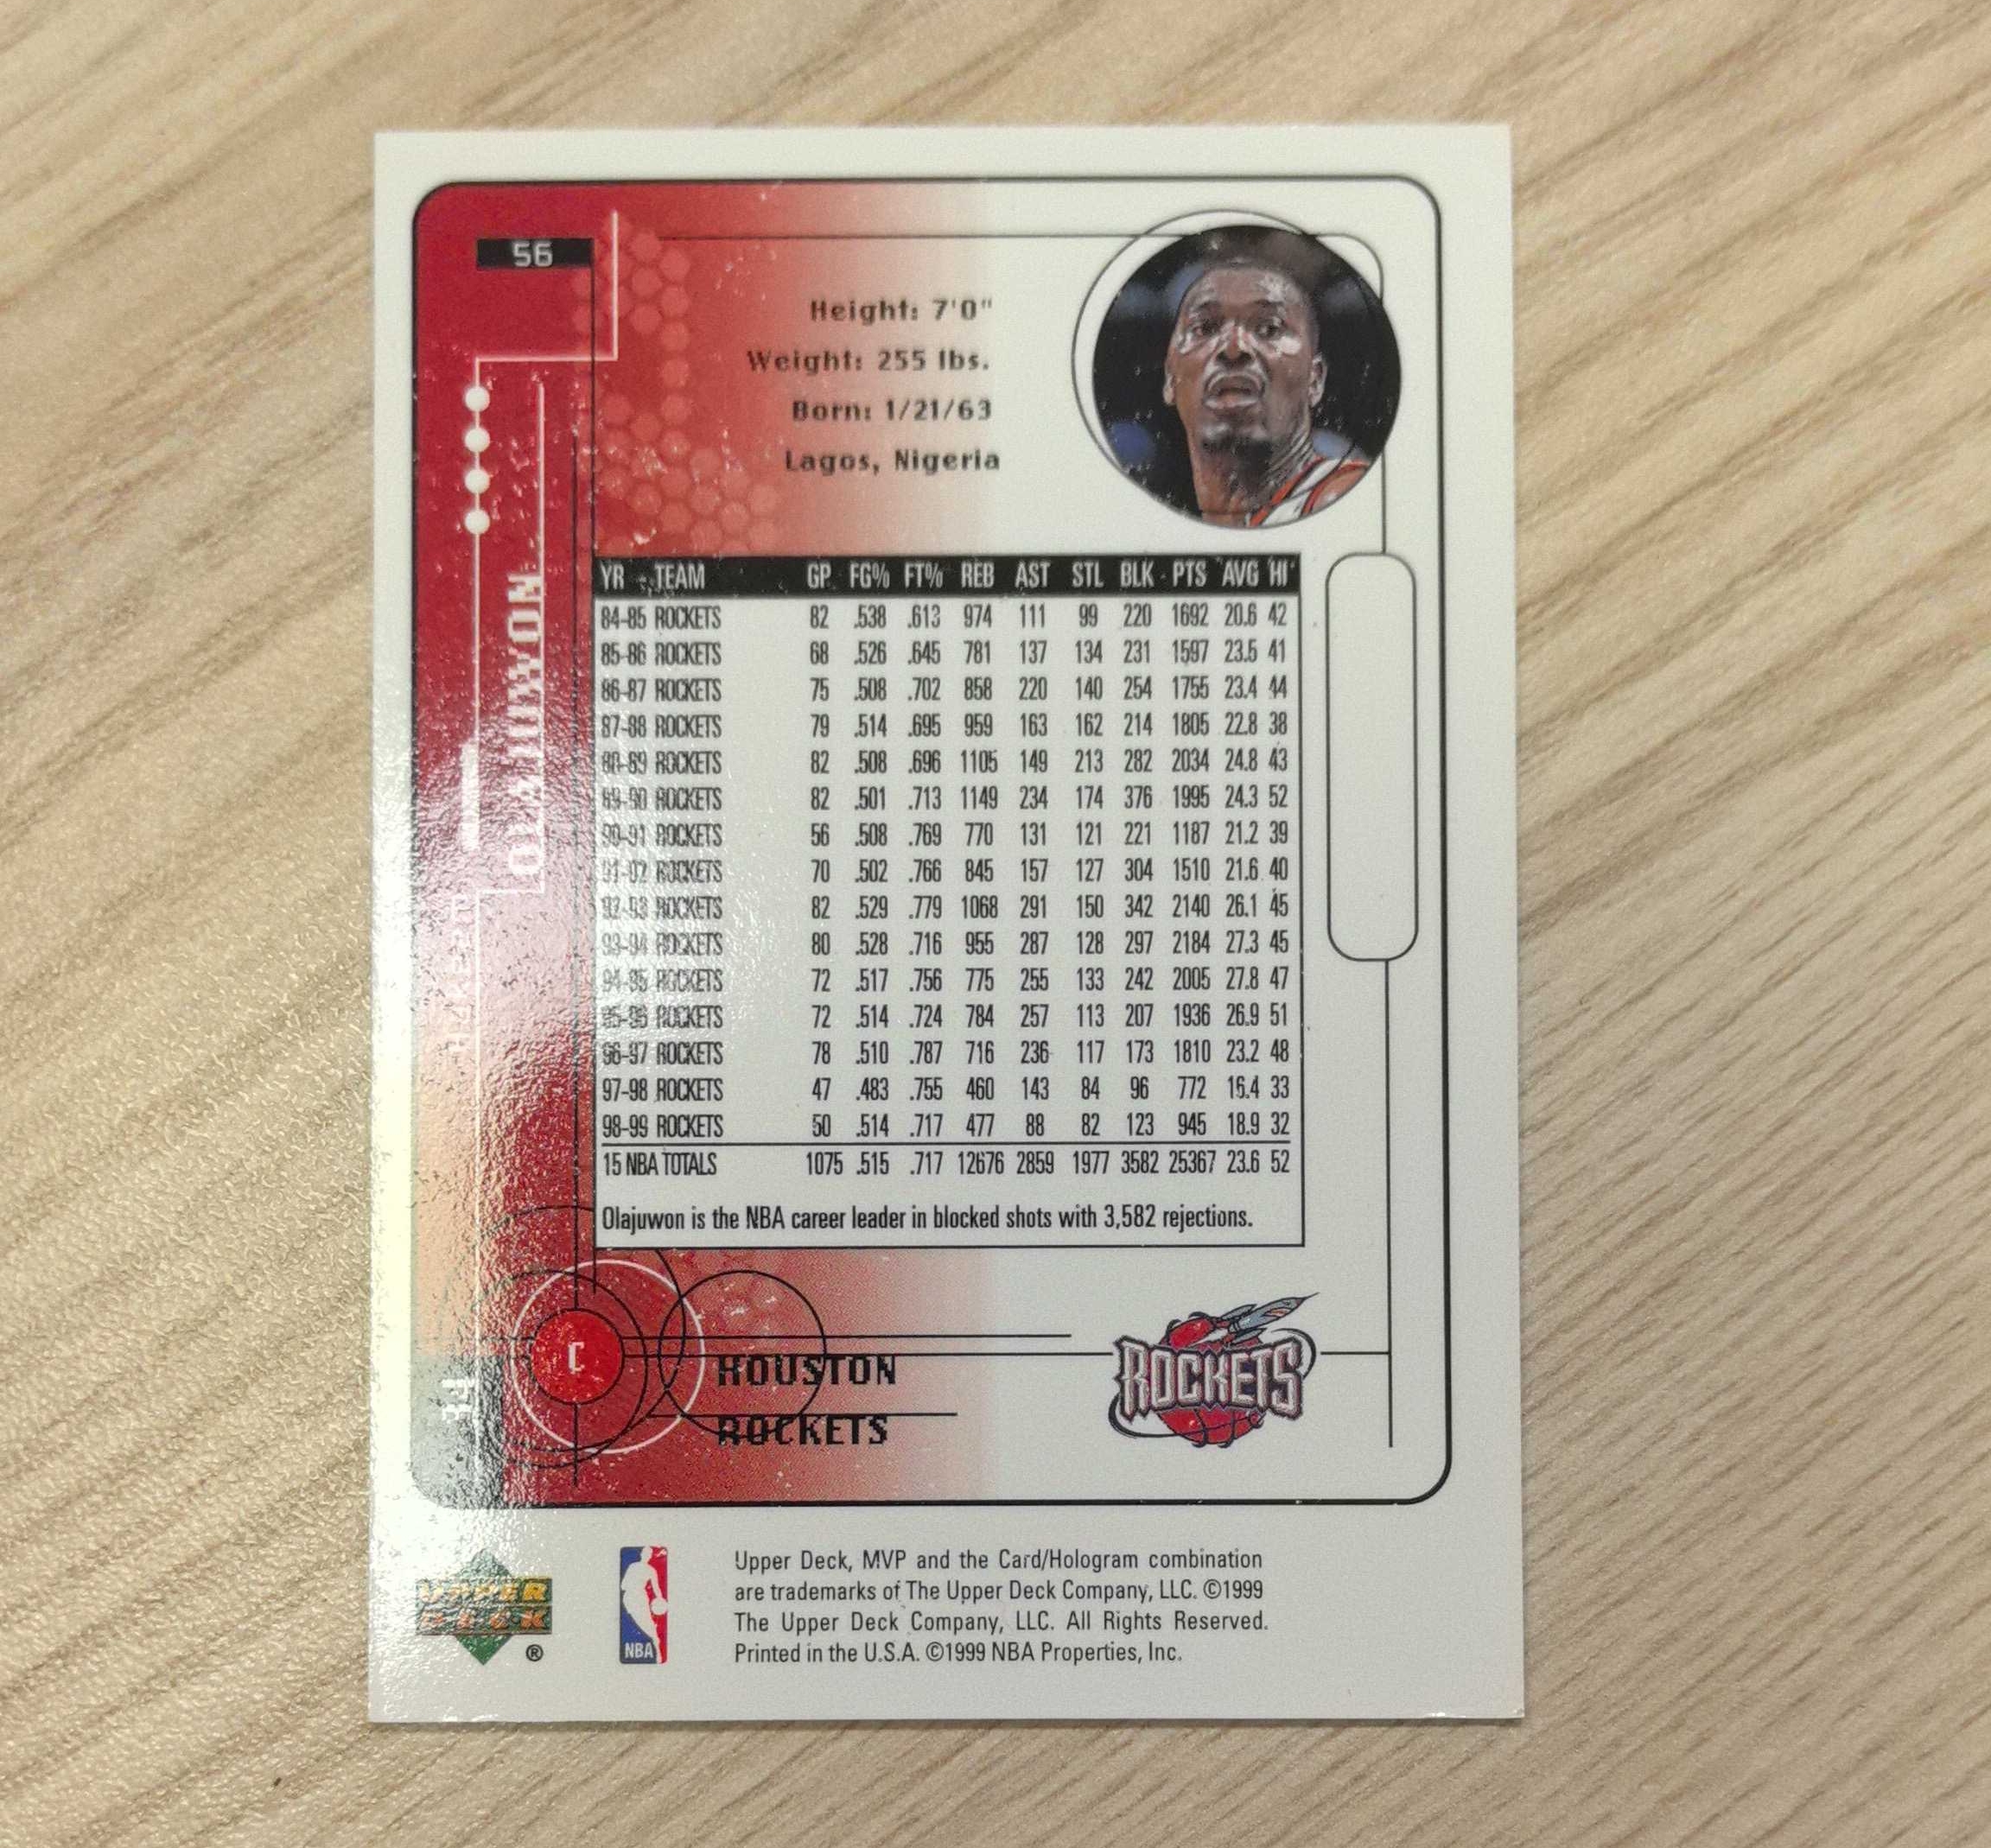 56
Height: 7'0"
Weight: 255 lbs.
Born: 1/21/63
Lagos, Nigeria
OLAJUWON
HAKEEM
YR TEAM GP FG% FT% REB AST STL BLK PTS AVG HI
84-85 ROCKETS 82 .538 .613 974 111 99 220 1692 20.6 42
85-86 ROCKETS 68 .526 .645 781 137 134 231 1597 23.5 41
86-87 ROCKETS 75 .508 .702 858 220 140 254 1755 23.4 44
87-88 ROCKETS 79 .514 .695 959 163 162 214 1805 22.8 38
88-89 ROCKETS 82 .508 .696 1105 149 213 282 2034 24.8 43
89-90 ROCKETS 82 .501 .713 1149 234 174 376 1995 24.3 52
90-91 ROCKETS 56 .508 .769 770 131 121 221 1187 21.2 39
91-92 ROCKETS 70 .502 .766 845 157 127 304 1510 21.6 40
92-93 ROCKETS 82 .529 .779 1068 291 150 342 2140 26.1 45
93-94 ROCKETS 80 .528 .716 955 287 128 297 2184 27.3 45
94-95 ROCKETS 72 .517 .756 775 255 133 242 2005 27.8 47
95-96 ROCKETS 72 .514 .724 784 257 113 207 1936 26.9 51
96-97 ROCKETS 78 .510 .787 716 236 117 173 1810 23.2 48
97-98 ROCKETS 47 .483 .755 460 143 84 96 772 16.4 33
98-99 ROCKETS 50 .514 .717 477 88 82 123 945 18.9 32
15 NBA TOTALS 1075 .515 .717 12676 2859 1977 3582 25367 23.6 52
Olajuwon is the NBA career leader in blocked shots with 3,582 rejections.
C
34
HOUSTON
ROCKETS
ROCKETS
UPPER
DECK
®
NBA
Upper Deck, MVP and the Card/Hologram combination
are trademarks of The Upper Deck Company, LLC. ©1999
The Upper Deck Company, LLC. All Rights Reserved.
Printed in the U.S.A. ©1999 NBA Properties, Inc.